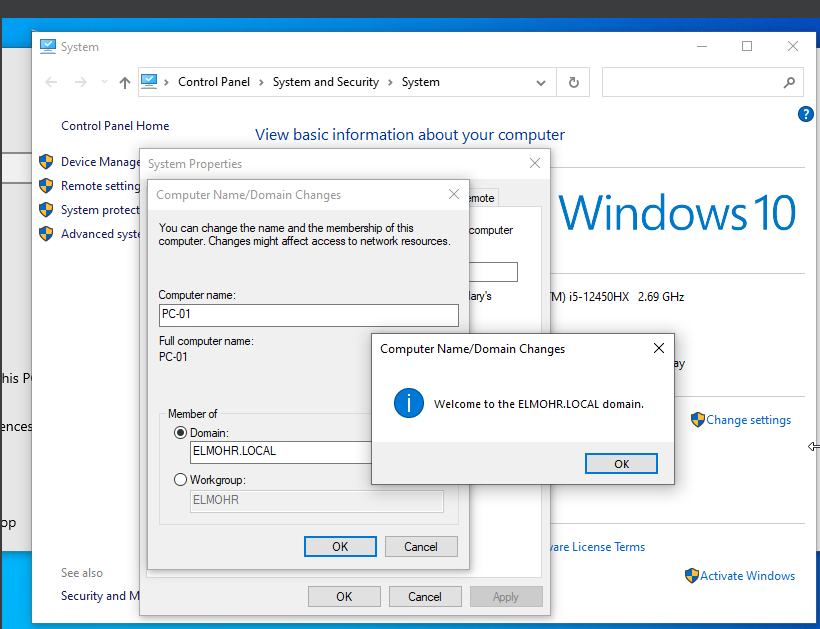 System
Control Panel > System and Security > System
Control Panel Home
Device Manage
Remote setting
System protect
Advanced syste
View basic information about your computer
System Properties
emote
computer
ary's
Computer Name/Domain Changes
You can change the name and the membership of this
computer. Changes might affect access to network resources.
Computer name:
PC-01
Full computer name:
PC-01
Member of
Domain:
ELMOHR.LOCAL
Workgroup:
ELMOHR
OK
Cancel
OK
Cancel
Apply
Computer Name/Domain Changes
i
Welcome to the ELMOHR.LOCAL domain.
OK
?
Windows 10
M) i5-12450HX 2.69 GHz
ay
Change settings
ware License Terms
Activate Windows
See also
Security and M
his P
ences
op